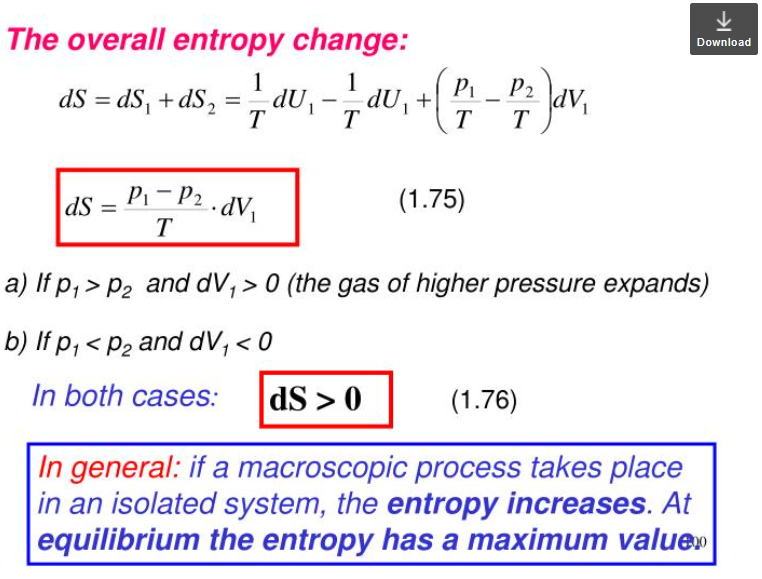 Download
The overall entropy change:
dS = dS₁ + dS₂ = 1/T dU₁ − 1/T dU₁ + (p₁/T − p₂/T) dV₁
dS = (p₁ − p₂)/T · dV₁ (1.75)
a) If p₁ > p₂ and dV₁ > 0 (the gas of higher pressure expands)
b) If p₁ < p₂ and dV₁ < 0
In both cases: dS > 0 (1.76)
In general: if a macroscopic process takes place
in an isolated system, the entropy increases. At
equilibrium the entropy has a maximum value.